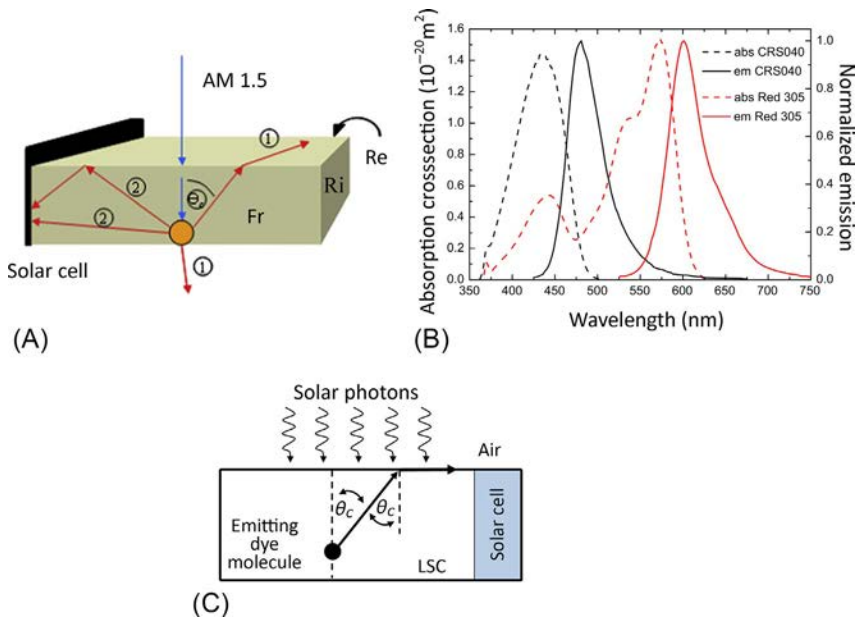 AM 1.5
1
Re
Ri
2
2
Θc
Fr
1
Solar cell
(A)
Absorption crosssection (10⁻²⁰m²)
1.6
1.4
1.2
1.0
0.8
0.6
0.4
0.2
0.0
abs CRS040
em CRS040
abs Red 305
em Red 305
1.0
0.8
0.6
0.4
0.2
0.0
Normalized emission
350 400 450 500 550 600 650 700 750
Wavelength (nm)
(B)
Solar photons
Air
θc
θc
Emitting
dye
molecule
LSC
Solar cell
(C)